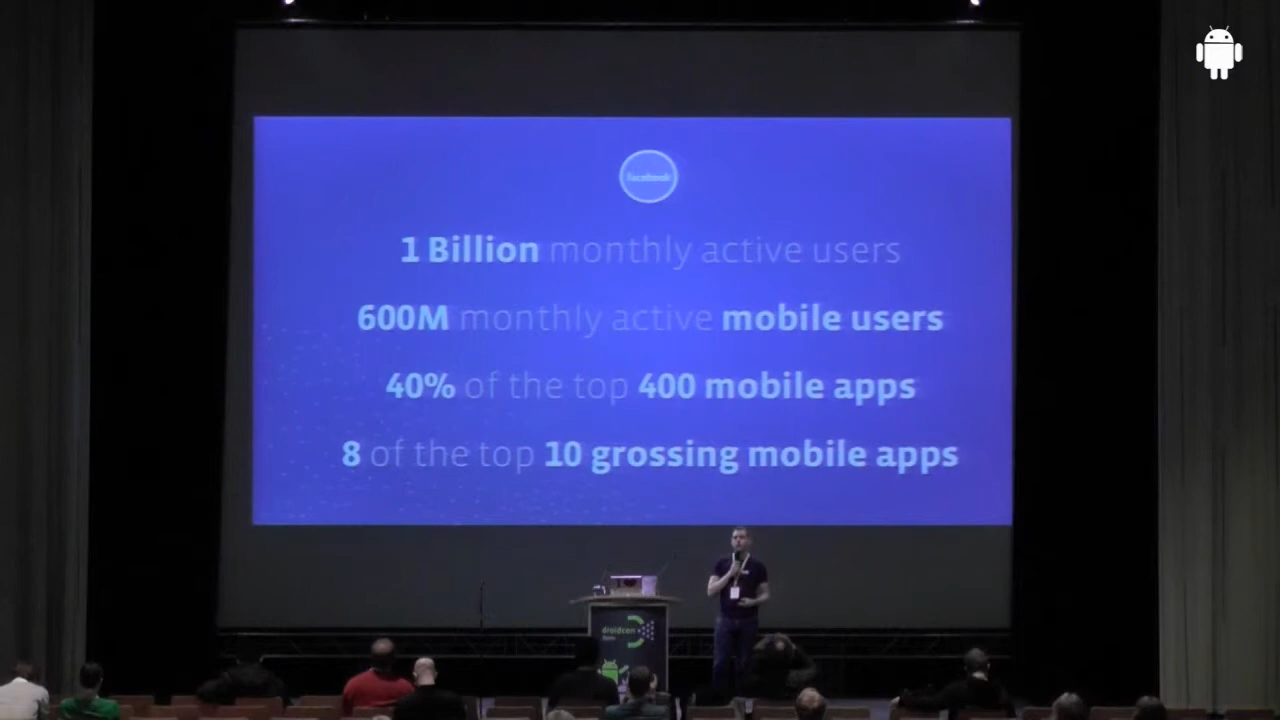 facebook
1 Billion monthly active users
600M monthly active mobile users
40% of the top 400 mobile apps
8 of the top 10 grossing mobile apps
droidcon